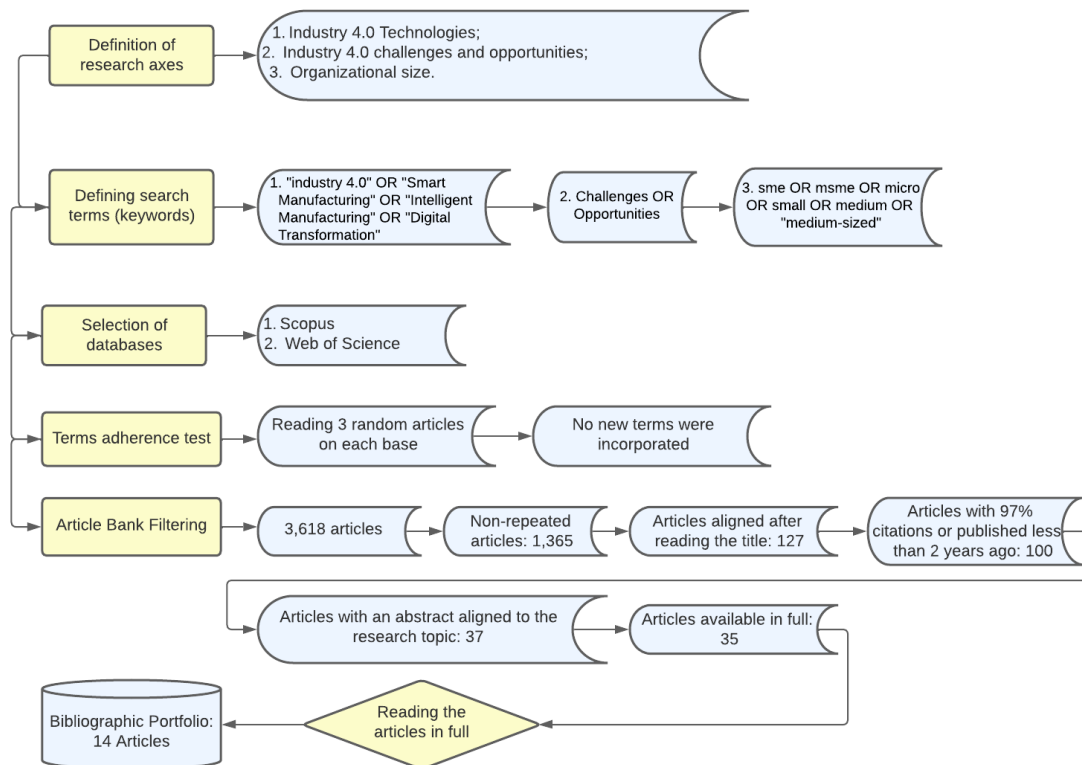 Definition of
research axes
1. Industry 4.0 Technologies;
2. Industry 4.0 challenges and opportunities;
3. Organizational size.
Defining search
terms (keywords)
1. "industry 4.0" OR "Smart
Manufacturing" OR "Intelligent
Manufacturing" OR "Digital
Transformation"
2. Challenges OR
Opportunities
3. sme OR msme OR micro
OR small OR medium OR
"medium-sized"
Selection of
databases
1. Scopus
2. Web of Science
Terms adherence test
Reading 3 random articles
on each base
No new terms were
incorporated
Article Bank Filtering
3,618 articles
Non-repeated
articles: 1,365
Articles aligned after
reading the title: 127
Articles with 97%
citations or published less
than 2 years ago: 100
Articles with an abstract aligned to the
research topic: 37
Articles available in full:
35
Reading the
articles in full
Bibliographic Portfolio:
14 Articles